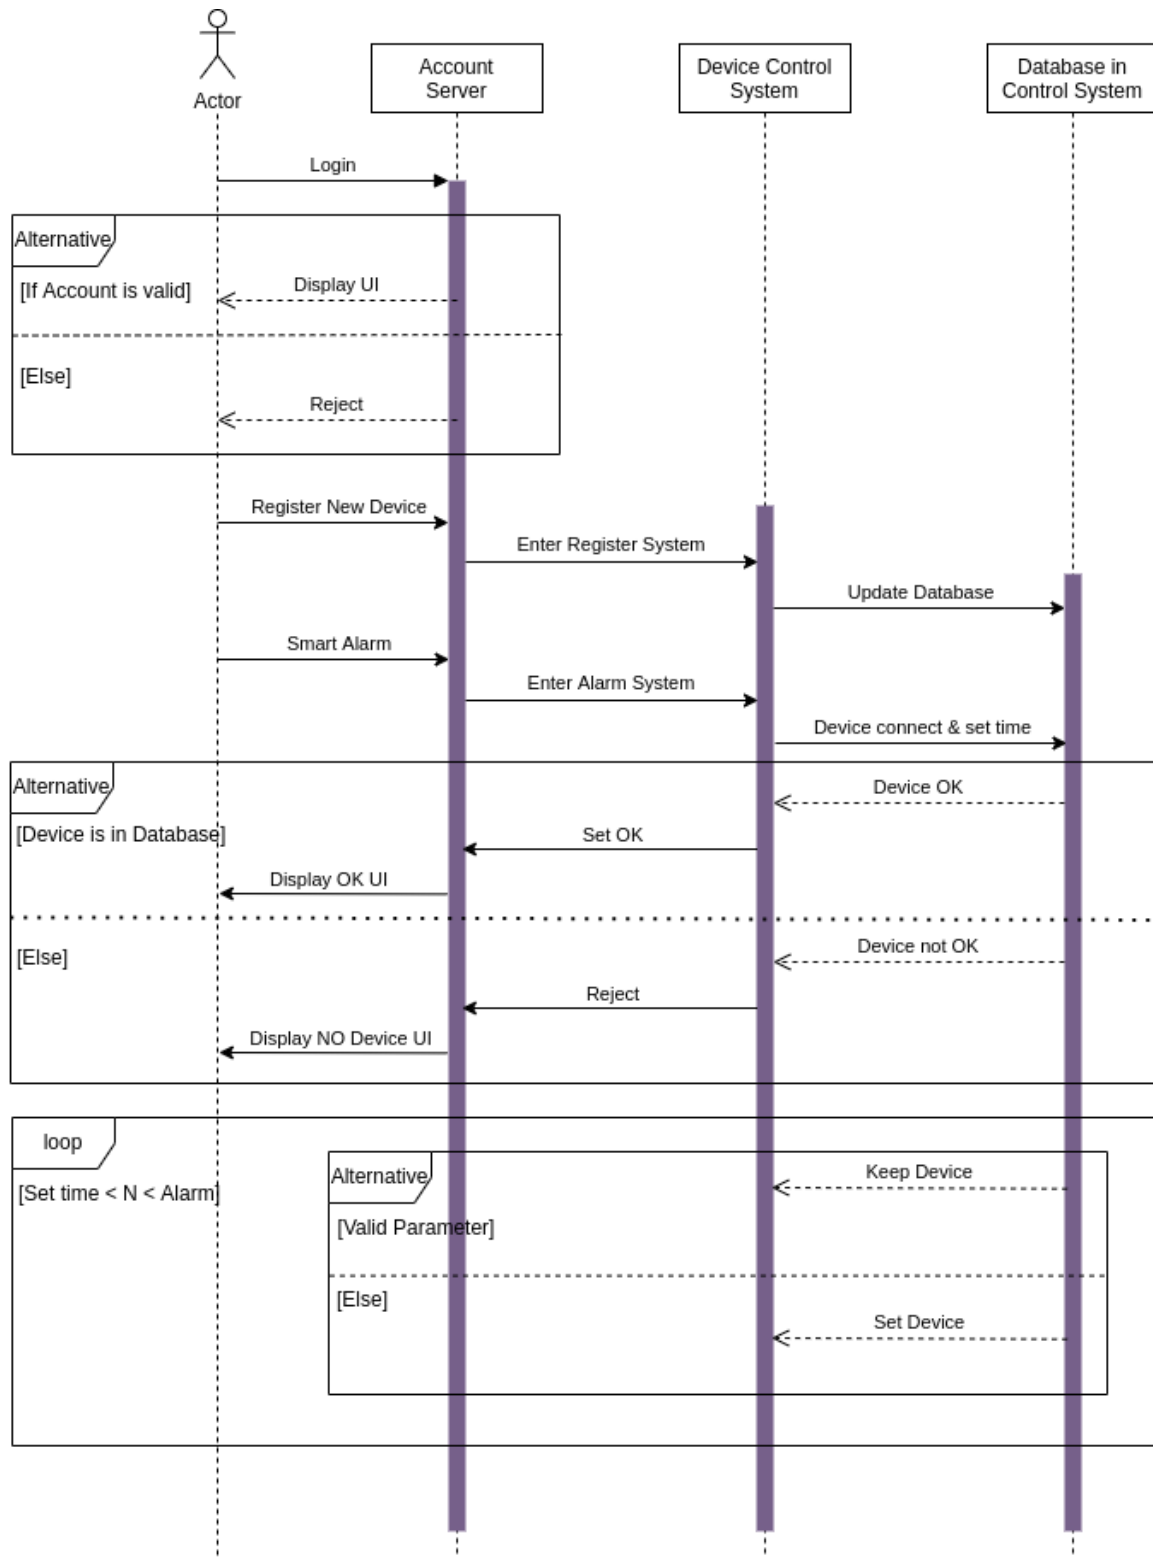 Actor
Account
Server
Device Control
System
Database in
Control System
Login
Alternative
[If Account is valid]
Display UI
[Else]
Reject
Register New Device
Enter Register System
Update Database
Smart Alarm
Enter Alarm System
Device connect & set time
Alternative
Device OK
[Device is in Database]
Set OK
Display OK UI
Device not OK
[Else]
Reject
Display NO Device UI
loop
[Set time < N < Alarm]
Alternative
Keep Device
[Valid Parameter]
[Else]
Set Device